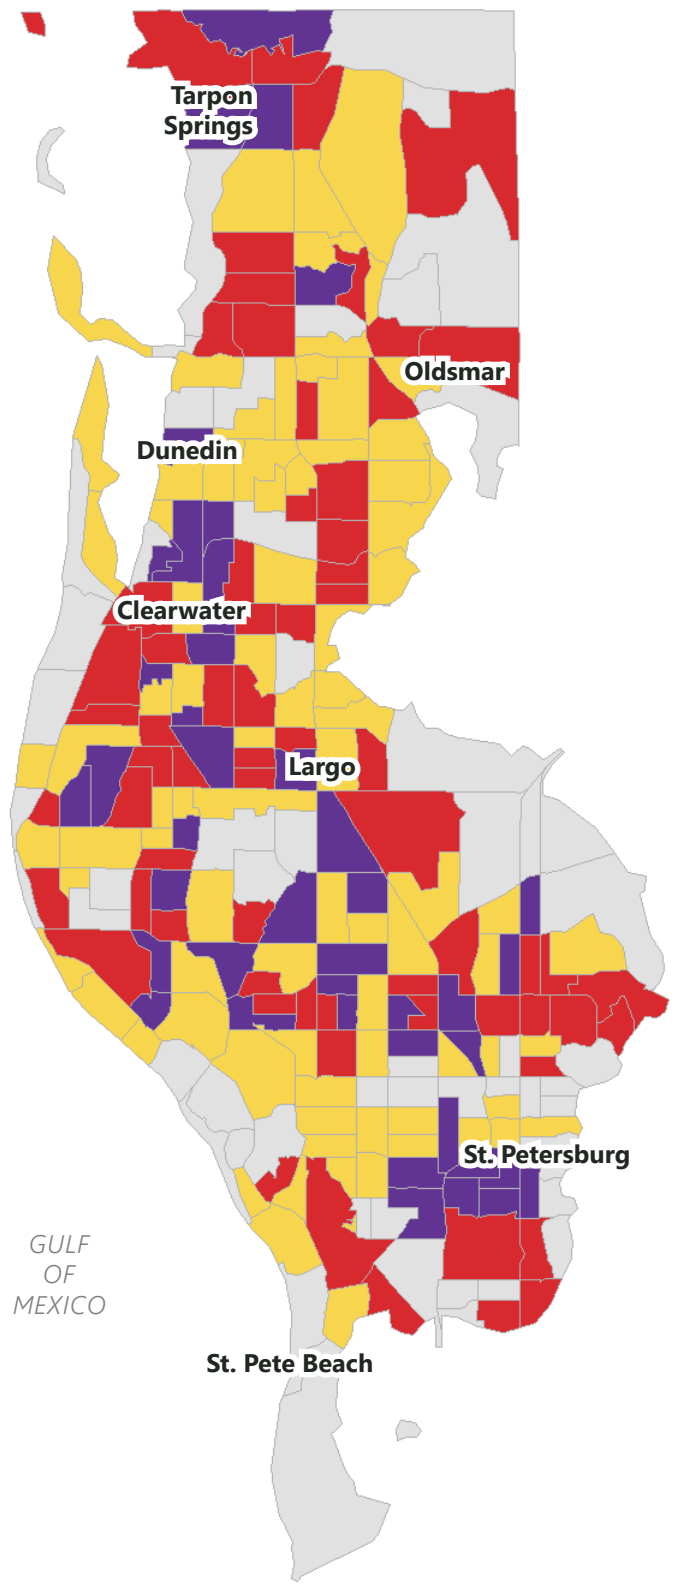 Tarpon
Springs
Oldsmar
Dunedin
Clearwater
Largo
St. Petersburg
GULF
OF
MEXICO
St. Pete Beach